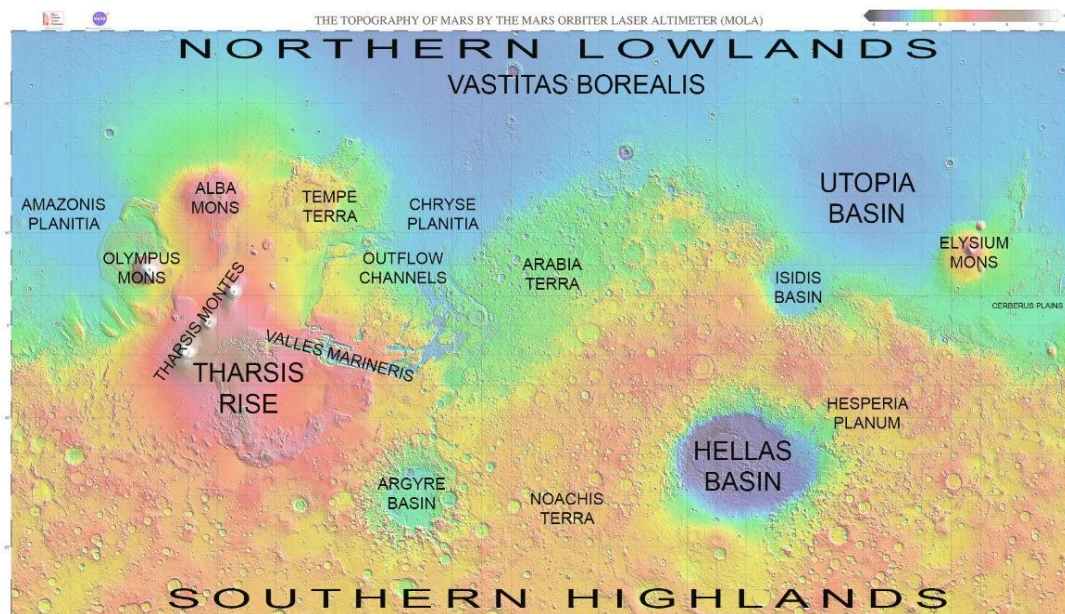 THE TOPOGRAPHY OF MARS BY THE MARS ORBITER LASER ALTIMETER (MOLA)
NORTHERN LOWLANDS
VASTITAS BOREALIS
ALBA
MONS
TEMPE
TERRA
AMAZONIS
PLANITIA
CHRYSE
PLANITIA
UTOPIA
BASIN
OLYMPUS
MONS
OUTFLOW
CHANNELS
ARABIA
TERRA
ISIDIS
BASIN
ELYSIUM
MONS
CERBERUS PLAINS
THARSIS MONTES
VALLES MARINERIS
THARSIS
RISE
HESPERIA
PLANUM
HELLAS
BASIN
ARGYRE
BASIN
NOACHIS
TERRA
SOUTHERN HIGHLANDS